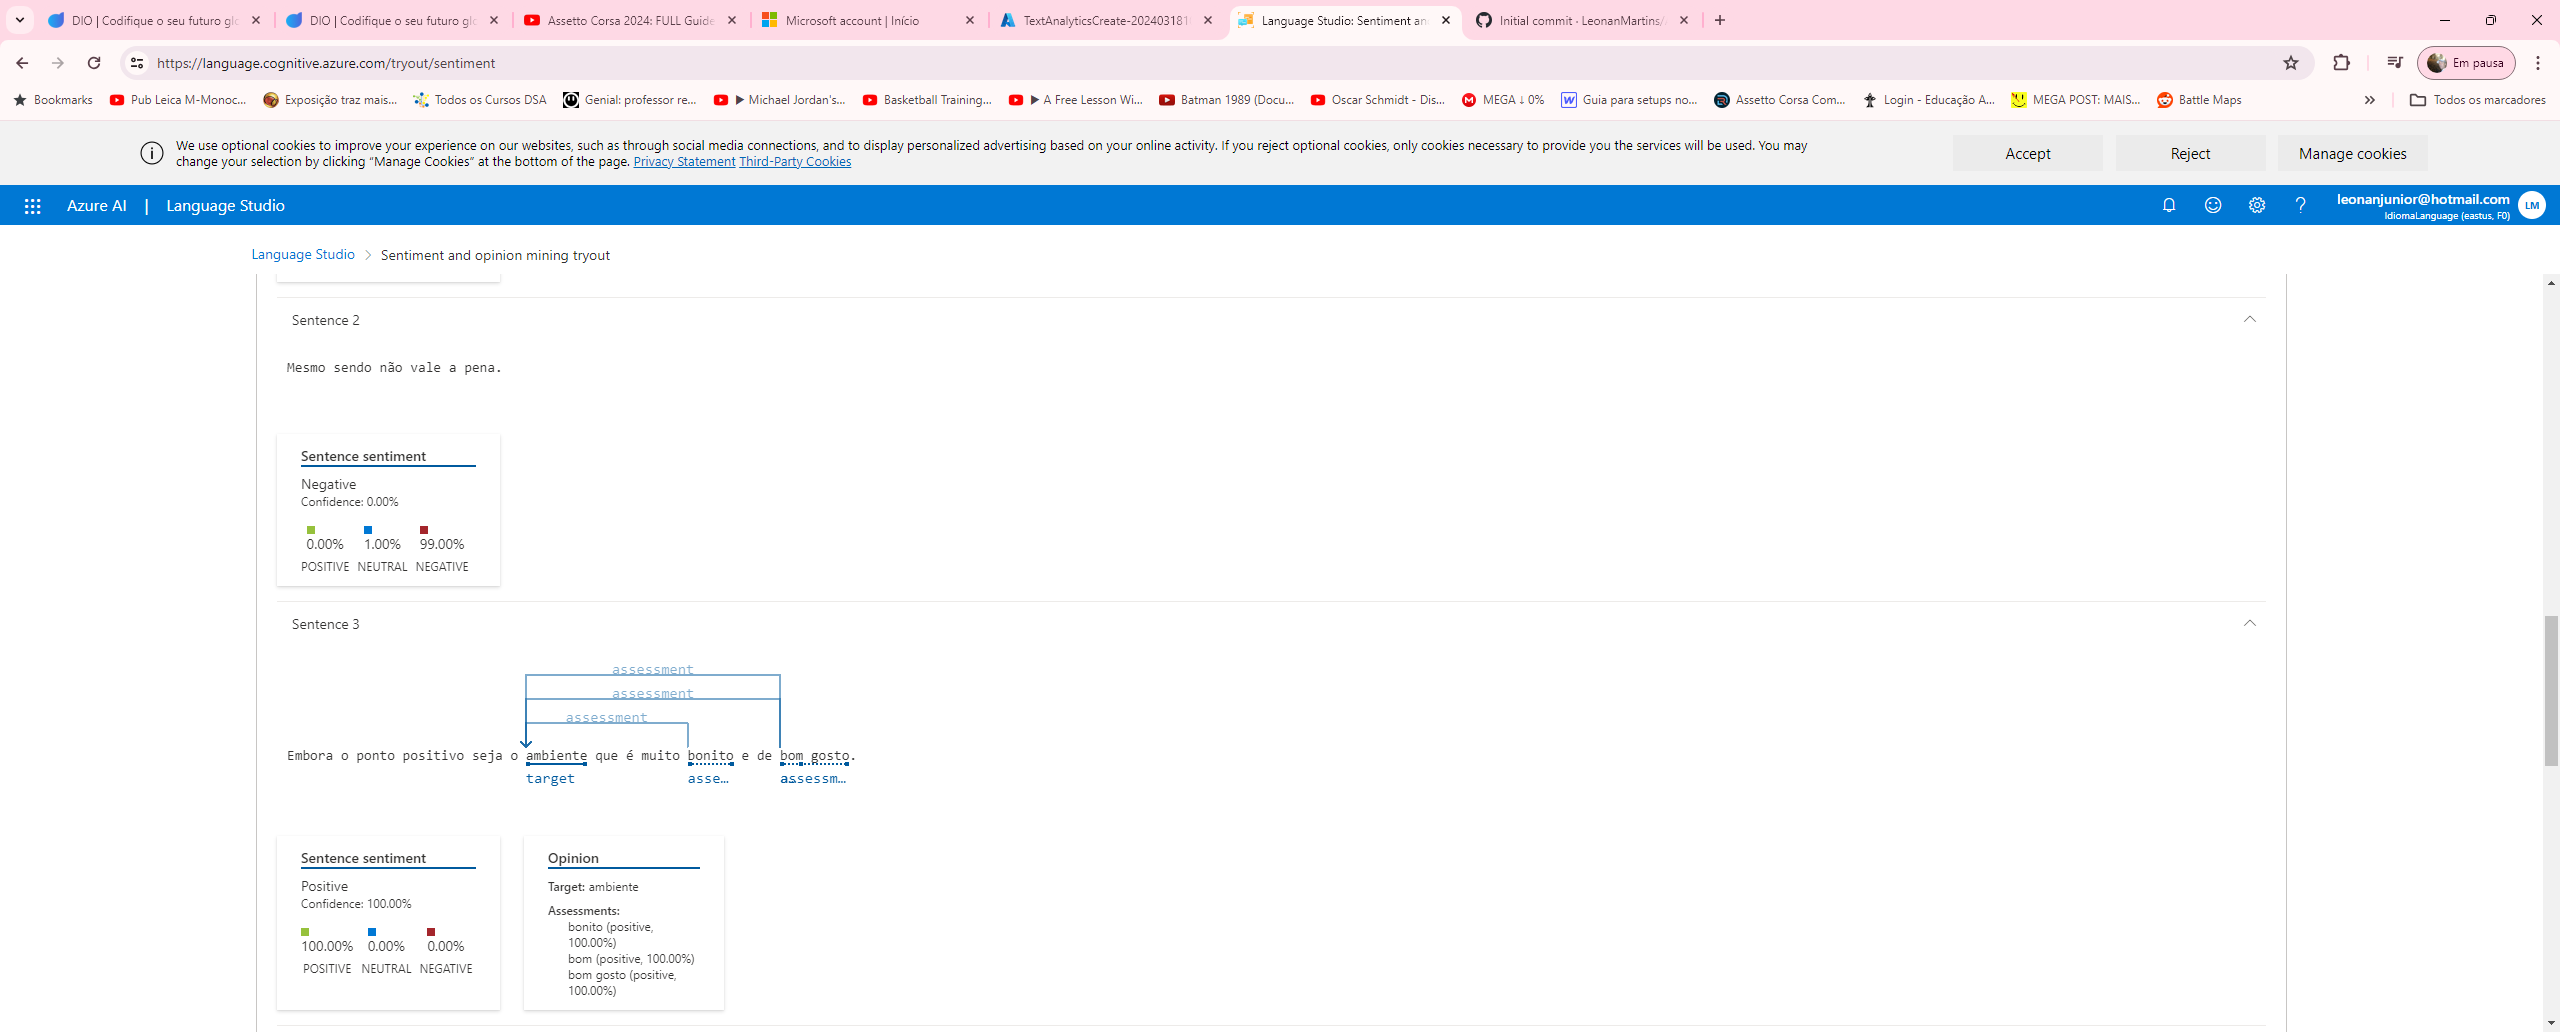 DIO | Codifique o seu futuro glo
DIO | Codifique o seu futuro glo
Assetto Corsa 2024: FULL Guide
Microsoft account | Início
TextAnalyticsCreate-2024031810
Language Studio: Sentiment an
Initial commit · LeonanMartins/
https://language.cognitive.azure.com/tryout/sentiment
Em pausa
Bookmarks
Pub Leica M-Monoc...
Exposição traz mais...
Todos os Cursos DSA
Genial: professor re...
▶ Michael Jordan's...
Basketball Training...
▶ A Free Lesson Wi...
Batman 1989 (Docu...
Oscar Schmidt - Dis...
MEGA ↓ 0%
Guia para setups no...
Assetto Corsa Com...
Login - Educação A...
MEGA POST: MAIS...
Battle Maps
»
Todos os marcadores
We use optional cookies to improve your experience on our websites, such as through social media connections, and to display personalized advertising based on your online activity. If you reject optional cookies, only cookies necessary to provide you the services will be used. You may
change your selection by clicking “Manage Cookies” at the bottom of the page. Privacy Statement Third-Party Cookies
Accept
Reject
Manage cookies
Azure AI | Language Studio
leonanjunior@hotmail.com
IdiomaLanguage (eastus, F0)
LM
Language Studio > Sentiment and opinion mining tryout
Sentence 2
Mesmo sendo não vale a pena.
Sentence sentiment
Negative
Confidence: 0.00%
0.00% 1.00% 99.00%
POSITIVE NEUTRAL NEGATIVE
Sentence 3
assessment
assessment
assessment
Embora o ponto positivo seja o ambiente que é muito bonito e de bom gosto.
target asse… assessm…
Sentence sentiment
Positive
Confidence: 100.00%
100.00% 0.00% 0.00%
POSITIVE NEUTRAL NEGATIVE
Opinion
Target: ambiente
Assessments:
bonito (positive,
100.00%)
bom (positive, 100.00%)
bom gosto (positive,
100.00%)